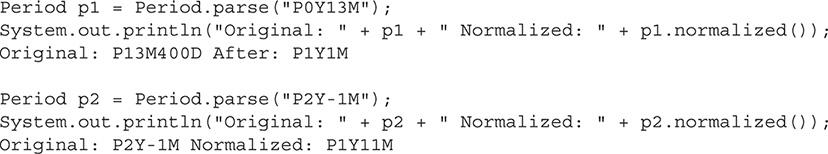 Period p1 = Period.parse("P0Y13M");
System.out.println("Original: " + p1 + " Normalized: " + p1.normalized());
Original: P13M400D After: P1Y1M
Period p2 = Period.parse("P2Y-1M");
System.out.println("Original: " + p2 + " Normalized: " + p2.normalized());
Original: P2Y-1M Normalized: P1Y11M